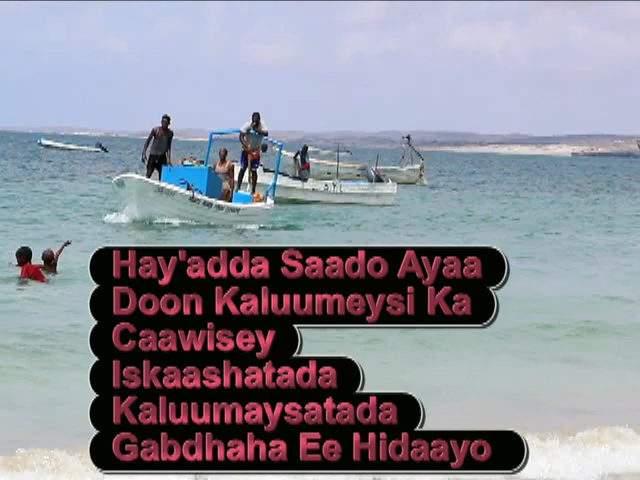 Hay'adda Saado Ayaa
Doon Kaluumeysi Ka
Caawisey
Iskaashatada
Kaluumaysatada
Gabdhaha Ee Hidaayo